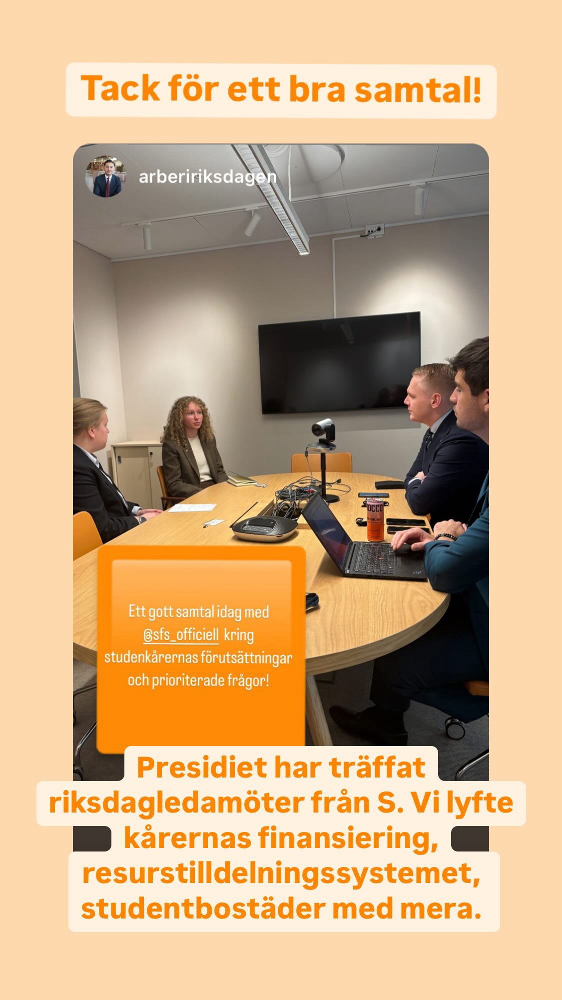 Tack för ett bra samtal!
arbeririksdagen
OCCO
Ett gott samtal idag med
@sfs_officiell kring
studenkårernas förutsättningar
och prioriterade frågor!
Presidiet har träffat
riksdagledamöter från S. Vi lyfte
kårernas finansiering,
resurstilldelningssystemet,
studentbostäder med mera.